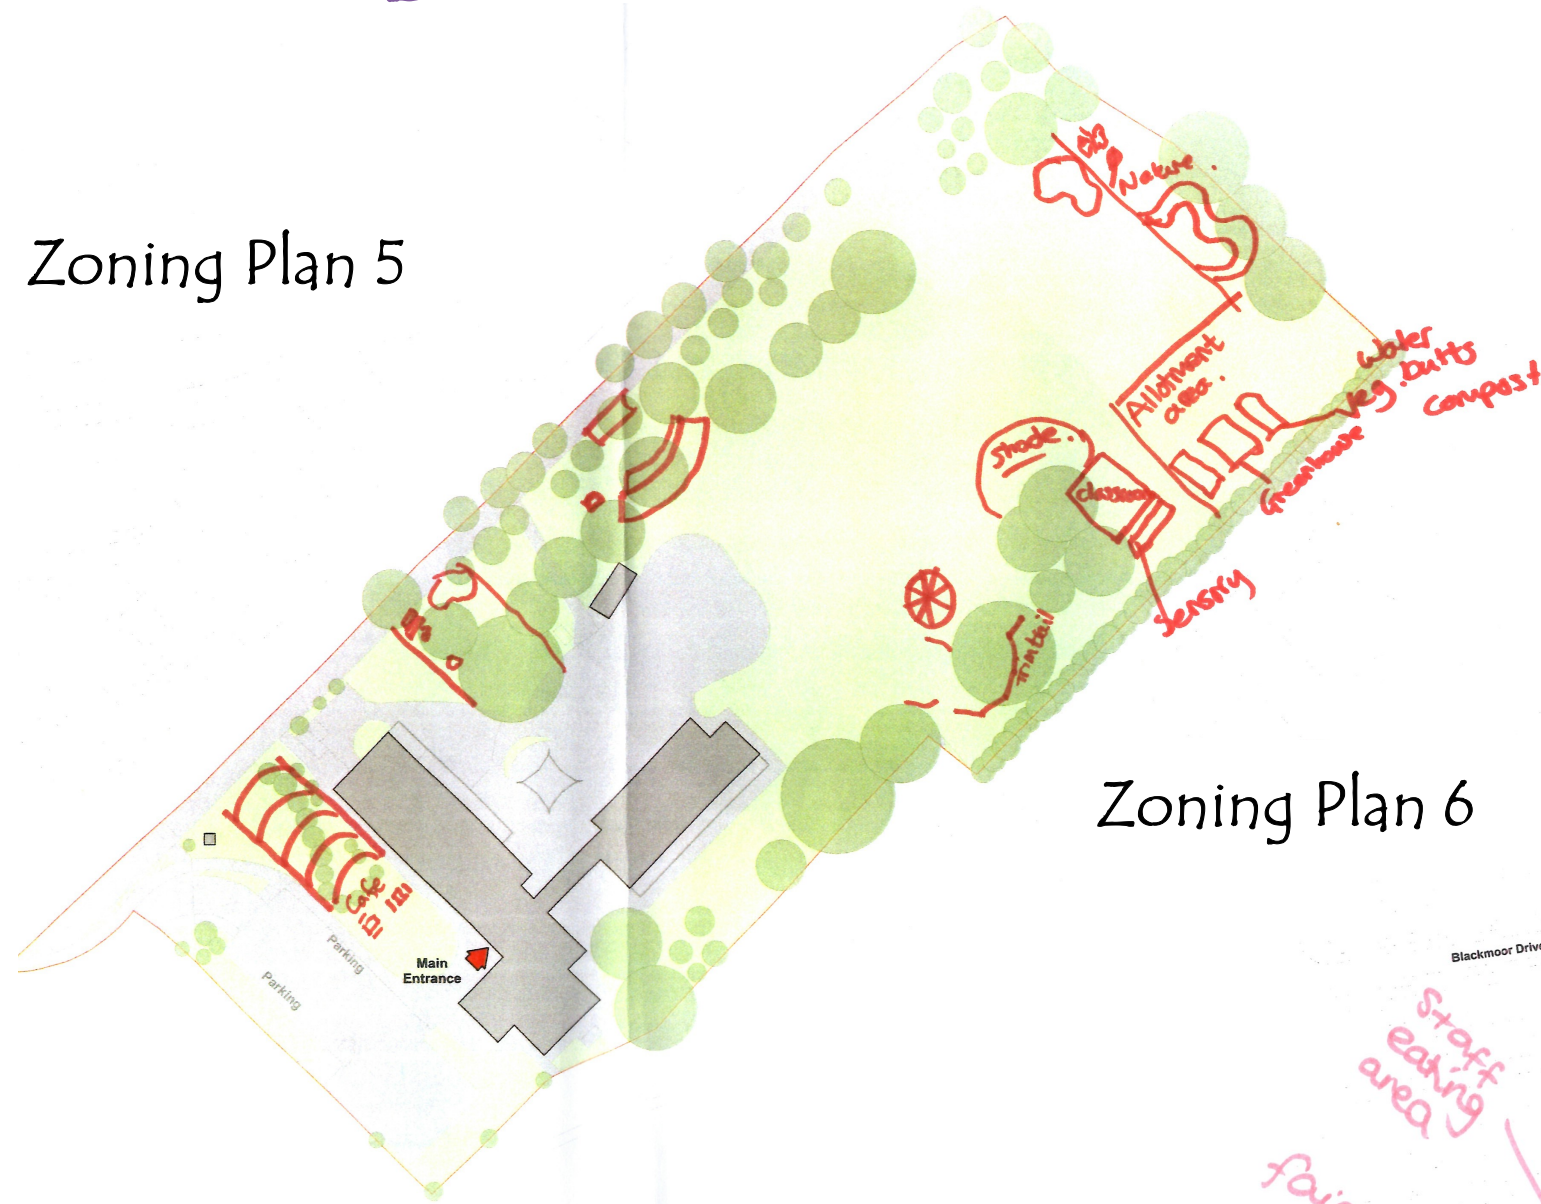 Zoning Plan 5
Nature.
Water
butts
Veg.
compost
Allotment
area.
Greenhouse
Shade.
classroom
Sensory
Trim trail
Zoning Plan 6
Cafe
Parking
Parking
Main
Entrance
Blackmoor Drive
Staff
eating
area